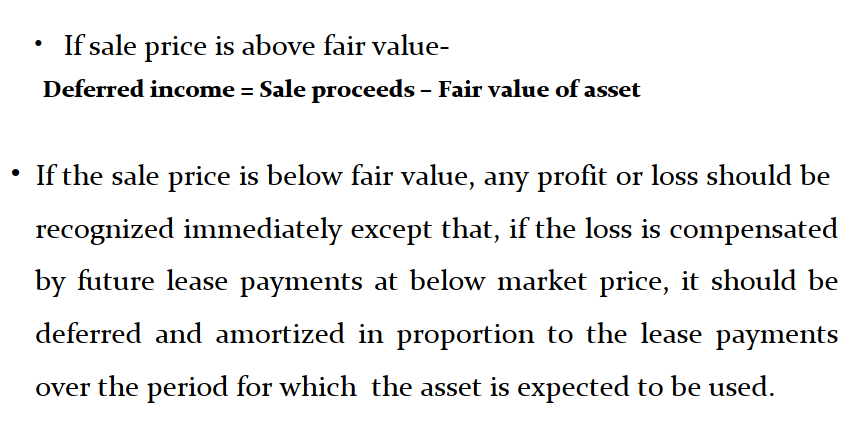 • If sale price is above fair value-
Deferred income = Sale proceeds – Fair value of asset
• If the sale price is below fair value, any profit or loss should be
recognized immediately except that, if the loss is compensated
by future lease payments at below market price, it should be
deferred and amortized in proportion to the lease payments
over the period for which the asset is expected to be used.